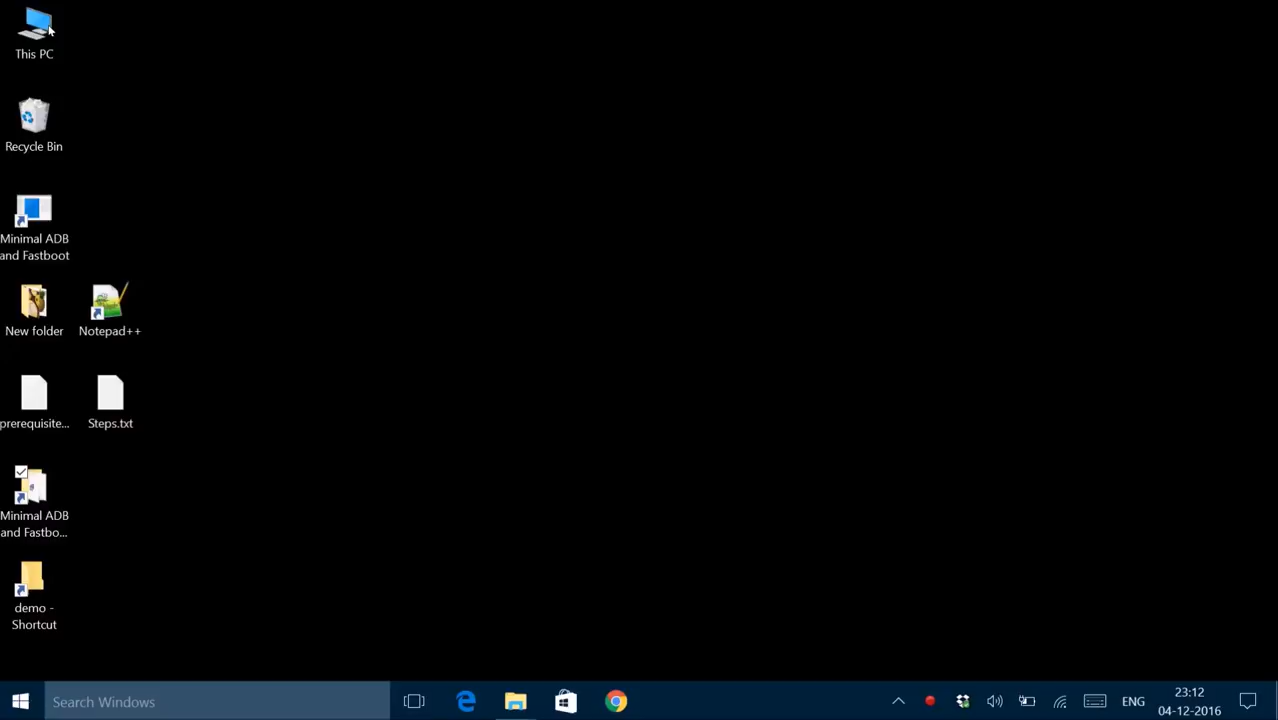 This PC
Recycle Bin
Minimal ADB
and Fastboot
New folder
Notepad++
prerequisite...
Steps.txt
Minimal ADB
and Fastbo...
demo -
Shortcut
Search Windows
ENG
23:12
04-12-2016